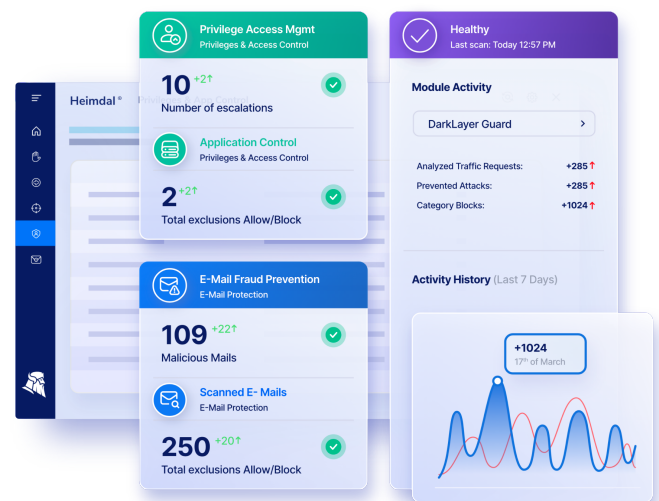 Heimdal®
Privilege Access Mgmt
Privileges & Access Control
10 +2↑
Number of escalations
Application Control
Privileges & Access Control
2 +2↑
Total exclusions Allow/Block
E-Mail Fraud Prevention
E-Mail Protection
109 +22↑
Malicious Mails
Scanned E- Mails
E-Mail Protection
250 +20↑
Total exclusions Allow/Block
Healthy
Last scan: Today 12:57 PM
Module Activity
DarkLayer Guard >
Analyzed Traffic Requests: +285↑
Prevented Attacks: +285↑
Category Blocks: +1024↑
Activity History (Last 7 Days)
+1024
17th of March